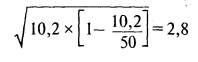 √10,2 × [1 − 10,2/50] = 2,8